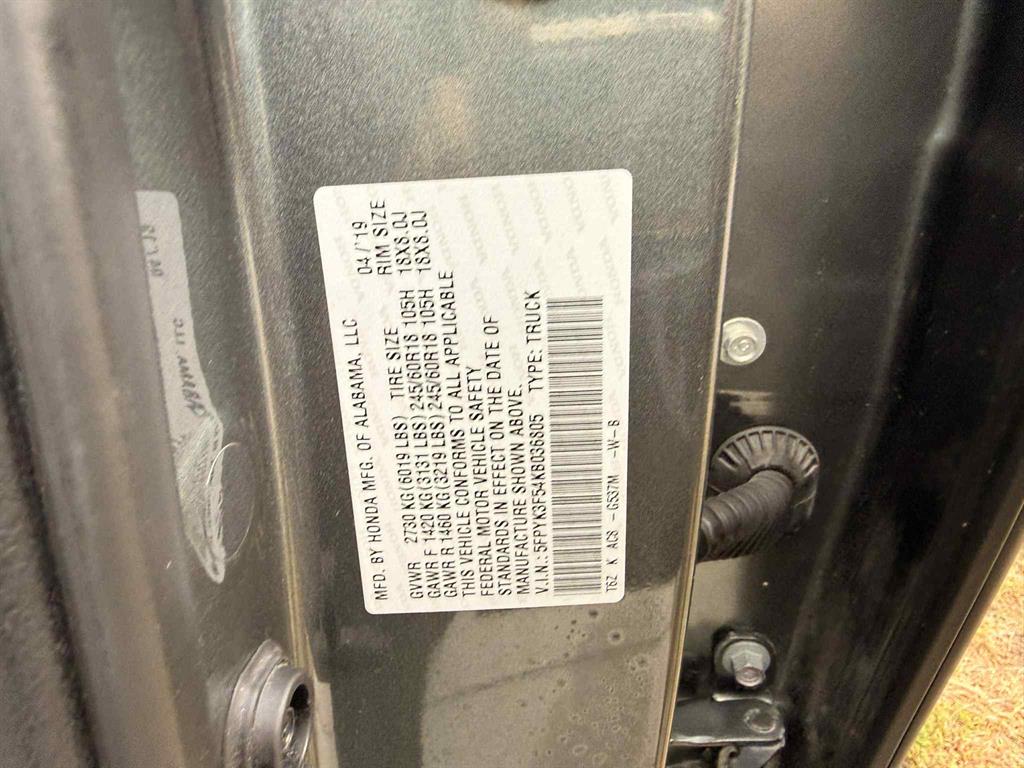 MFD. BY HONDA MFG. OF ALABAMA, LLC 04/'19
GVWR 2730 KG(6019 LBS) TIRE SIZE RIM SIZE
GAWR F 1420 KG(3131 LBS) 245/60R18 105H 18X8.0J
GAWR R 1460 KG(3219 LBS) 245/60R18 105H 18X8.0J
THIS VEHICLE CONFORMS TO ALL APPLICABLE
FEDERAL MOTOR VEHICLE SAFETY
STANDARDS IN EFFECT ON THE DATE OF
MANUFACTURE SHOWN ABOVE.
V.I.N.:5FPYK3F54KB036805 TYPE: TRUCK
T6Z K AC8 -G537M -W-B